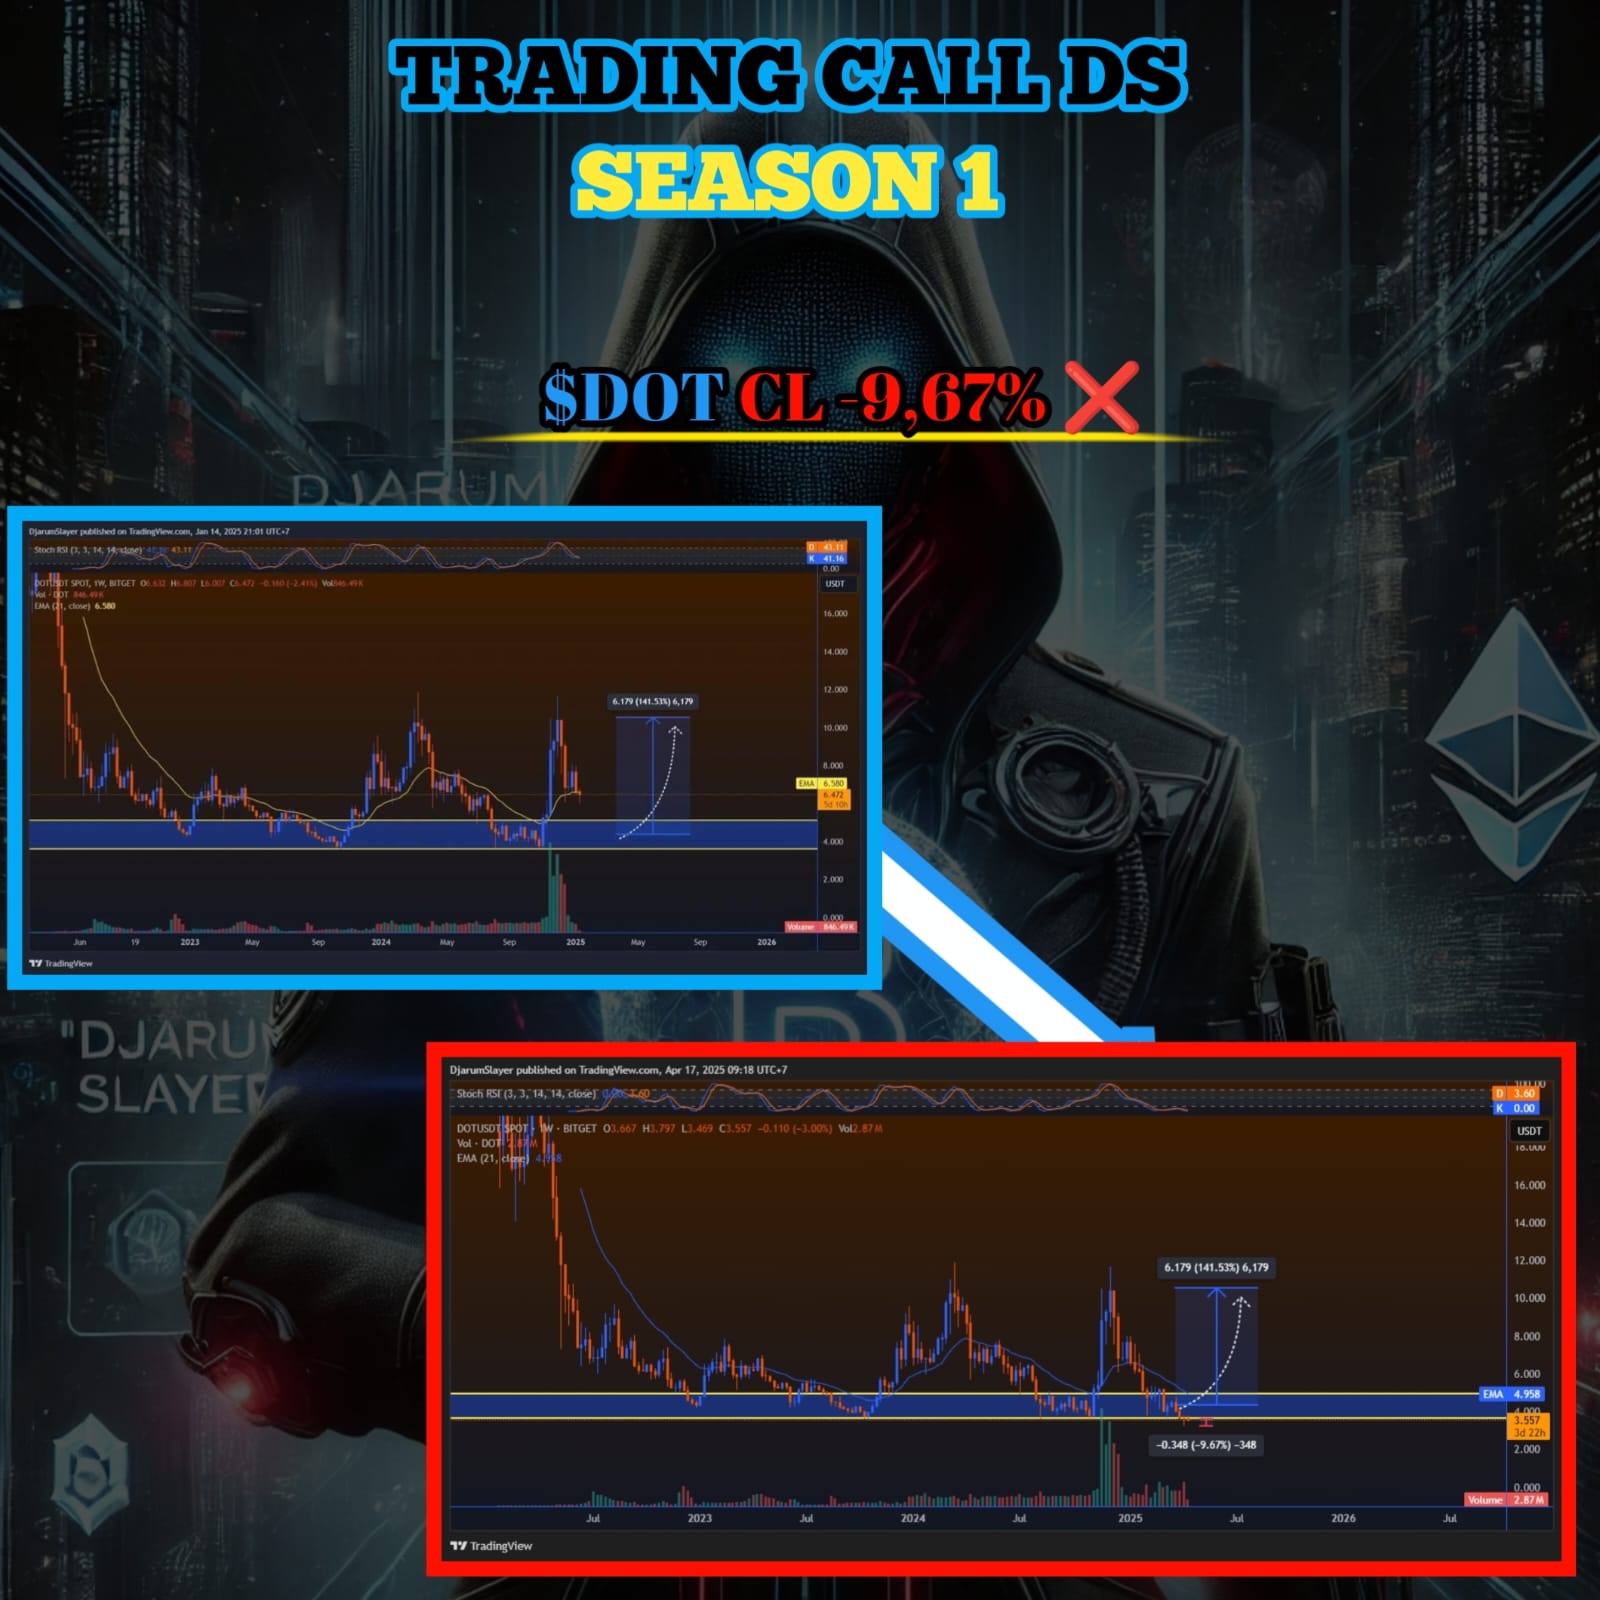 TRADING CALL DS
SEASON 1
$DOT CL -9,67% ❌
DJARUM
DjarumSlayer published on TradingView.com, Jan 14, 2025 21:01 UTC+7
Stoch RSI (3, 3, 14, 14, close) 41.16 43.11
D 43.11
K 41.16
0.00
DOTUSDT SPOT, 1W, BITGET O6.632 H6.807 L6.007 C6.472 −0.160 (−2.41%) Vol846.49K
USDT
Vol · DOT 846.49K
EMA (21, close) 6.580
16.000
14.000
12.000
6.179 (141.53%) 6,179
10.000
8.000
EMA 6.580
6.472
5d 10h
4.000
2.000
0.000
Volume 846.49K
Jun 19 2023 May Sep 2024 May Sep 2025 May Sep 2026
TradingView
"DJARUM
SLAYER
DjarumSlayer published on TradingView.com, Apr 17, 2025 09:18 UTC+7
100.00
Stoch RSI (3, 3, 14, 14, close) 0.00 3.60
D 3.60
K 0.00
DOTUSDT SPOT · 1W · BITGET O3.667 H3.797 L3.469 C3.557 −0.110 (−3.00%) Vol2.87M
USDT
Vol · DOT 2.87M
18.000
EMA (21, close) 4.958
16.000
14.000
12.000
6.179 (141.53%) 6,179
10.000
8.000
6.000
EMA 4.958
4.000
3.557
3d 22h
−0.348 (−9.67%) −348
2.000
0.000
Volume 2.87M
Jul 2023 Jul 2024 Jul 2025 Jul 2026 Jul
TradingView